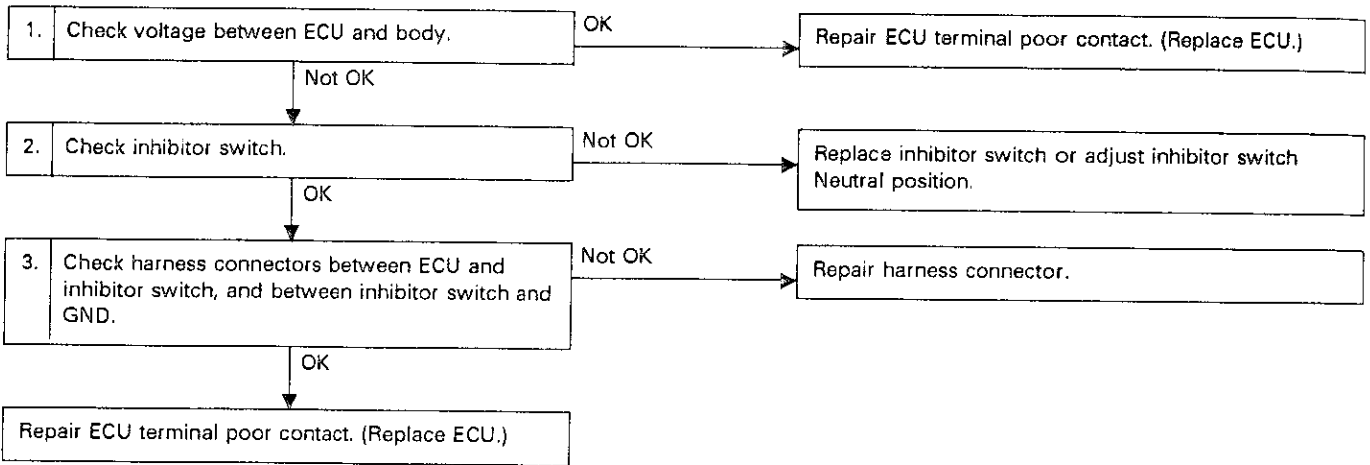 1. Check voltage between ECU and body.
OK
Repair ECU terminal poor contact. (Replace ECU.)
Not OK
2. Check inhibitor switch.
Not OK
Replace inhibitor switch or adjust inhibitor switch
Neutral position.
OK
3. Check harness connectors between ECU and
inhibitor switch, and between inhibitor switch and
GND.
Not OK
Repair harness connector.
OK
Repair ECU terminal poor contact. (Replace ECU.)